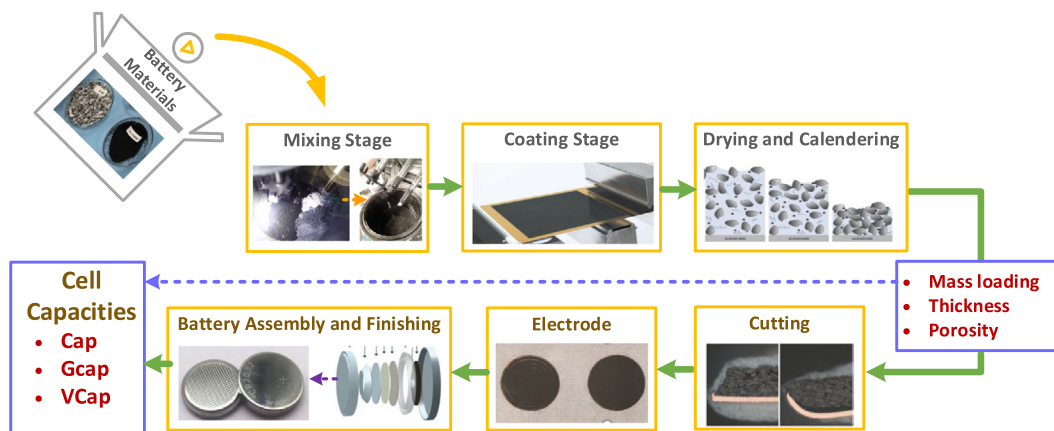 Battery
Materials
Mixing Stage
Coating Stage
Drying and Calendering
Cell
Capacities
• Cap
• Gcap
• VCap
• Mass loading
• Thickness
• Porosity
Battery Assembly and Finishing
Electrode
Cutting